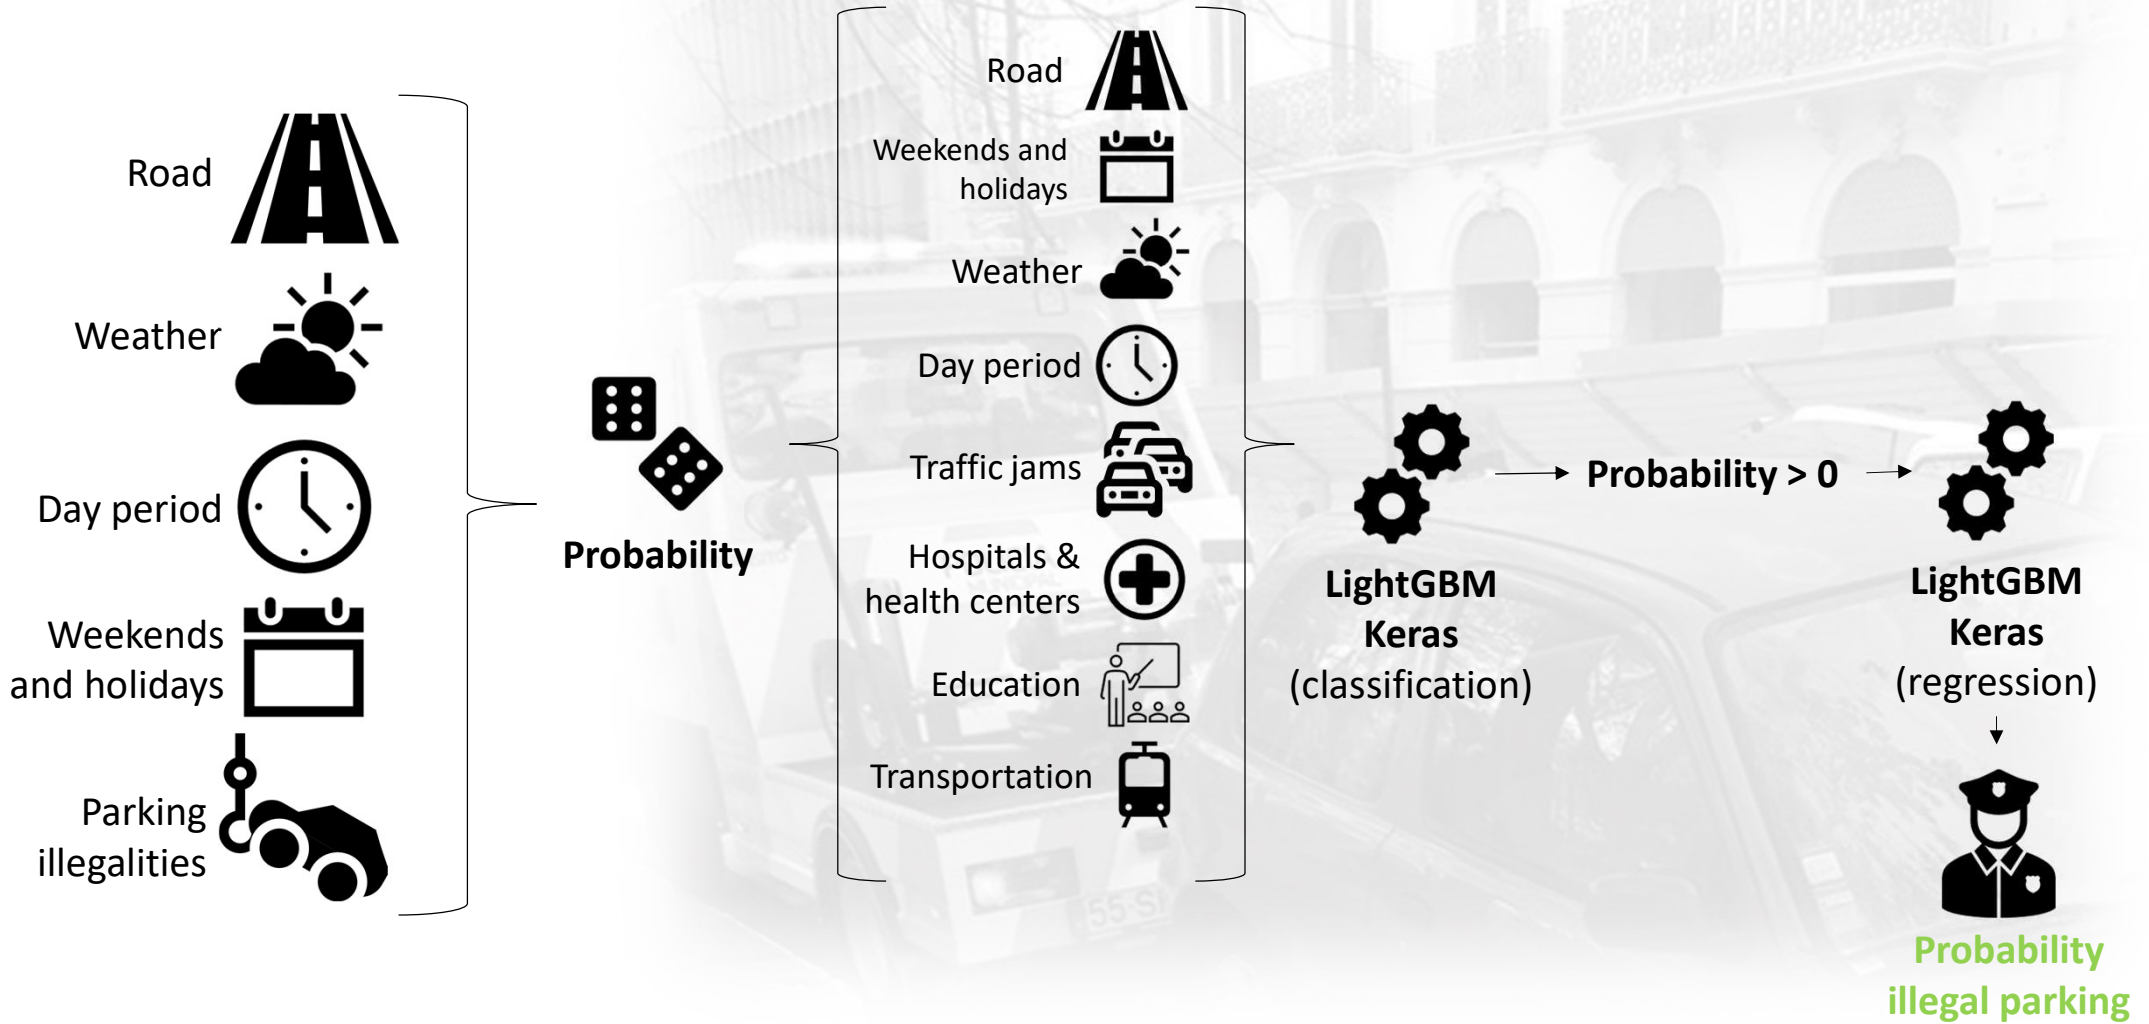 Road
Weather
Day period
Weekends
and holidays
Parking
illegalities
Probability
Road
Weekends and
holidays
Weather
Day period
Traffic jams
Hospitals &
health centers
Education
Transportation
LightGBM
Keras
(classification)
Probability > 0
LightGBM
Keras
(regression)
Probability
illegal parking